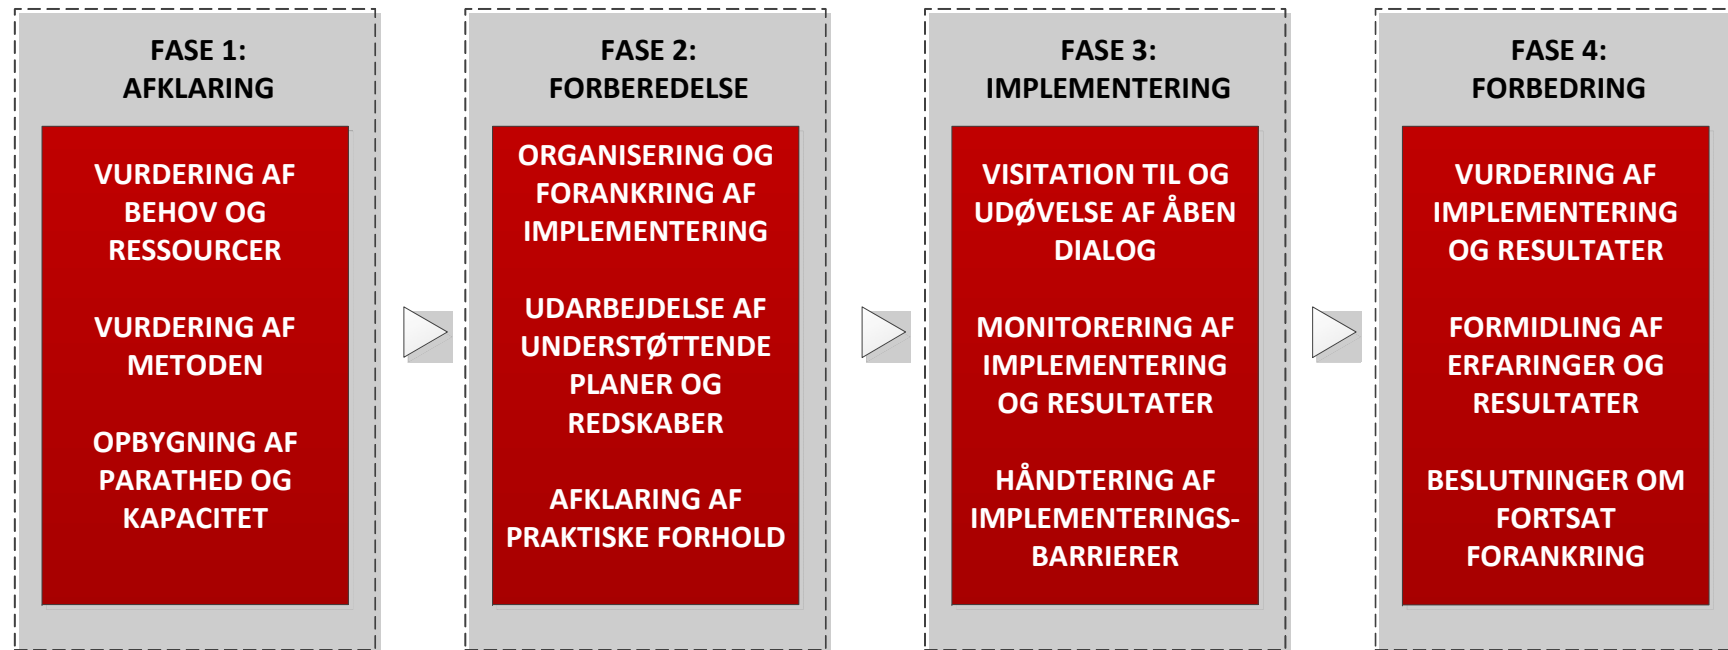 FASE 1:
AFKLARING
VURDERING AF
BEHOV OG
RESSOURCER
VURDERING AF
METODEN
OPBYGNING AF
PARATHED OG
KAPACITET
FASE 2:
FORBEREDELSE
ORGANISERING OG
FORANKRING AF
IMPLEMENTERING
UDARBEJDELSE AF
UNDERSTØTTENDE
PLANER OG
REDSKABER
AFKLARING AF
PRAKTISKE FORHOLD
FASE 3:
IMPLEMENTERING
VISITATION TIL OG
UDØVELSE AF ÅBEN
DIALOG
MONITORERING AF
IMPLEMENTERING
OG RESULTATER
HÅNDTERING AF
IMPLEMENTERINGS-
BARRIERER
FASE 4:
FORBEDRING
VURDERING AF
IMPLEMENTERING
OG RESULTATER
FORMIDLING AF
ERFARINGER OG
RESULTATER
BESLUTNINGER OM
FORTSAT
FORANKRING